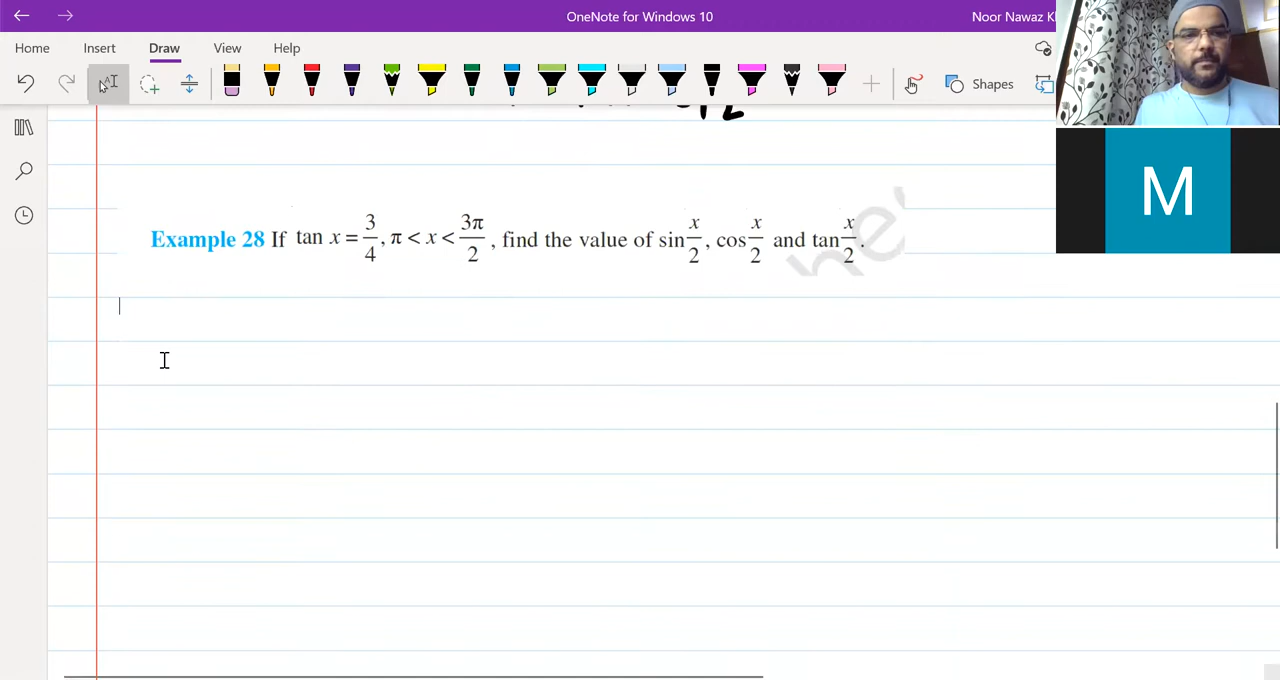 OneNote for Windows 10
Noor Nawaz Kh
Home Insert Draw View Help
Shapes
M
Example 28 If tan x = 3/4, π < x < 3π/2, find the value of sin x/2, cos x/2 and tan x/2.